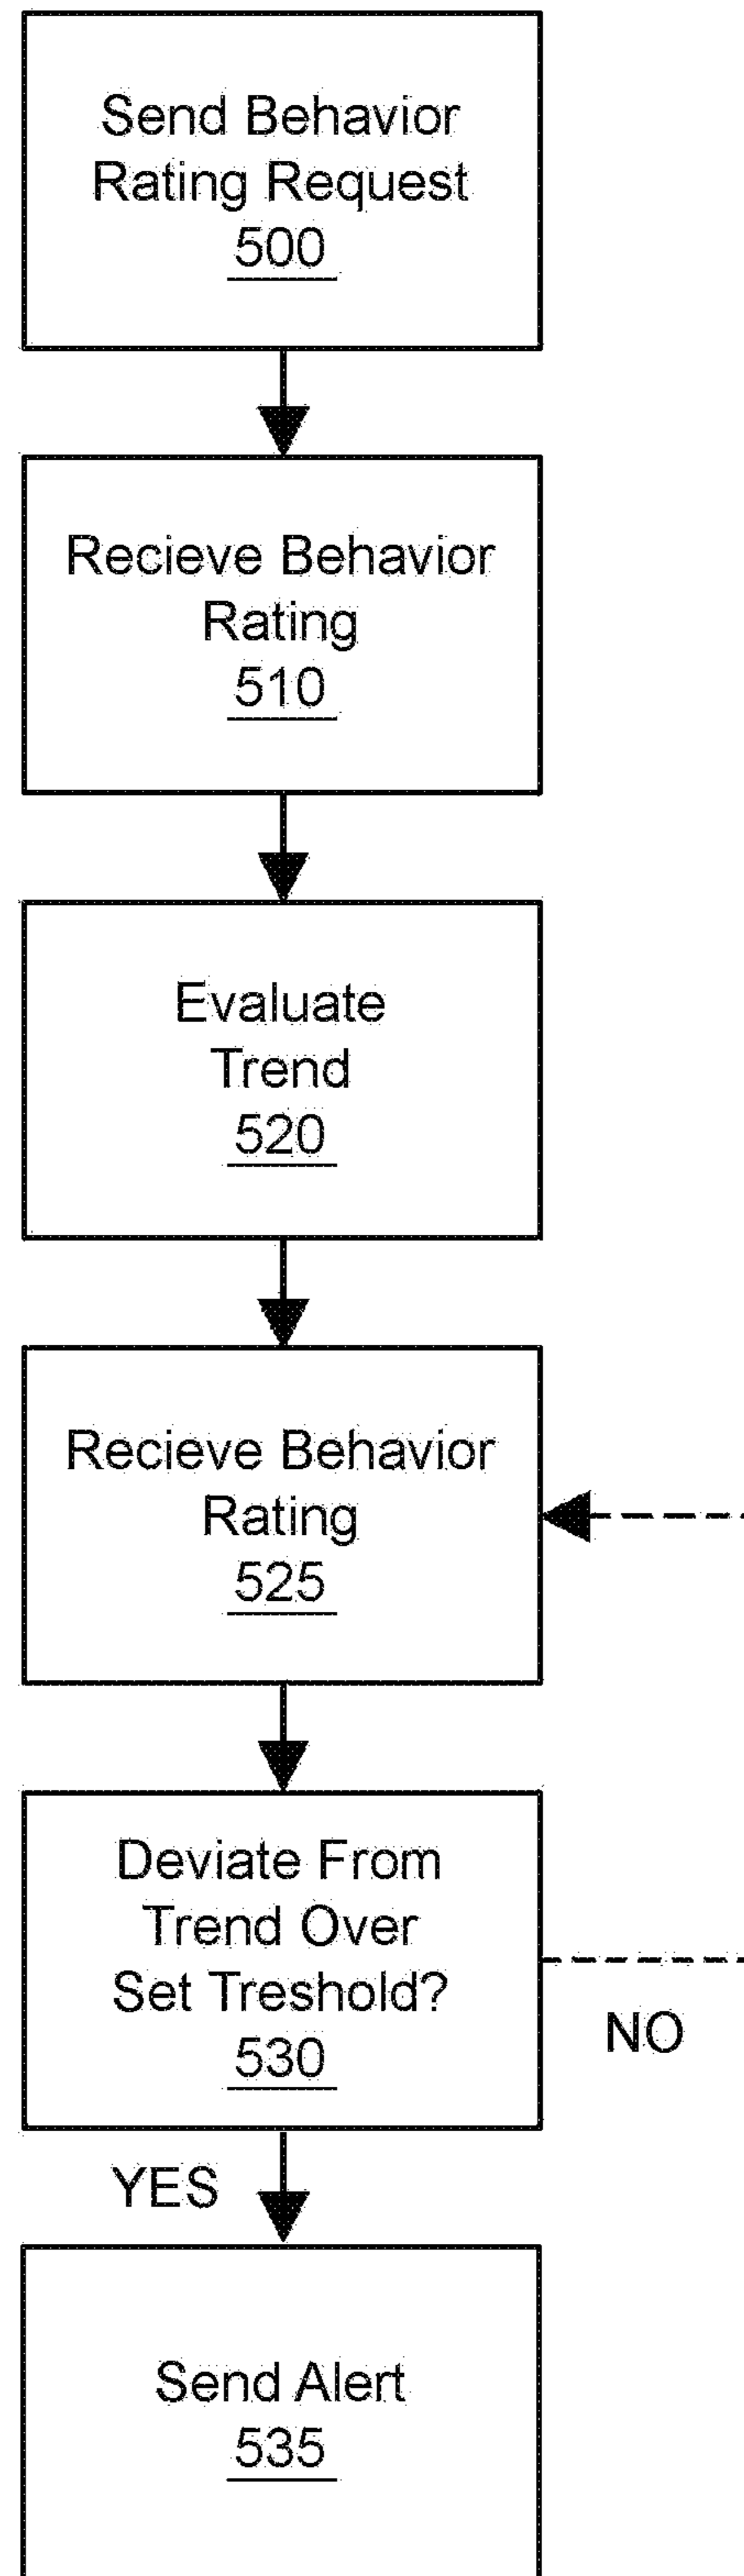 Send Behavior
Rating Request
500
Recieve Behavior
Rating
510
Evaluate
Trend
520
Recieve Behavior
Rating
525
Deviate From
Trend Over
Set Treshold?
530
NO
YES
Send Alert
535